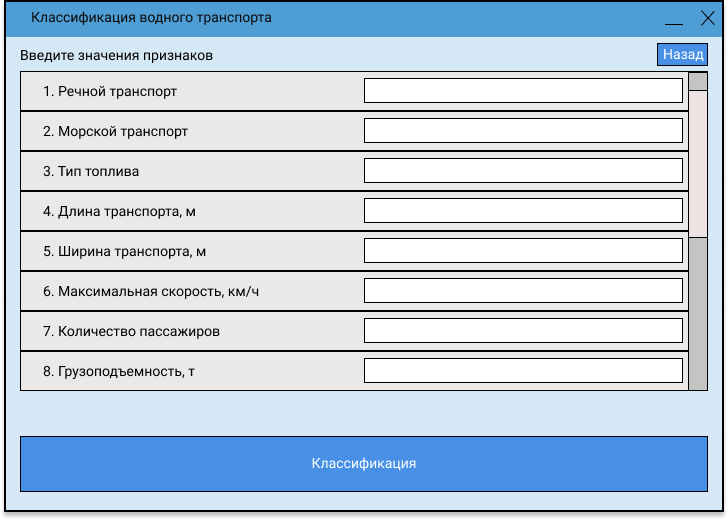 Классификация водного транспорта
Введите значения признаков
Назад
1. Речной транспорт
2. Морской транспорт
3. Тип топлива
4. Длина транспорта, м
5. Ширина транспорта, м
6. Максимальная скорость, км/ч
7. Количество пассажиров
8. Грузоподъемность, т
Классификация